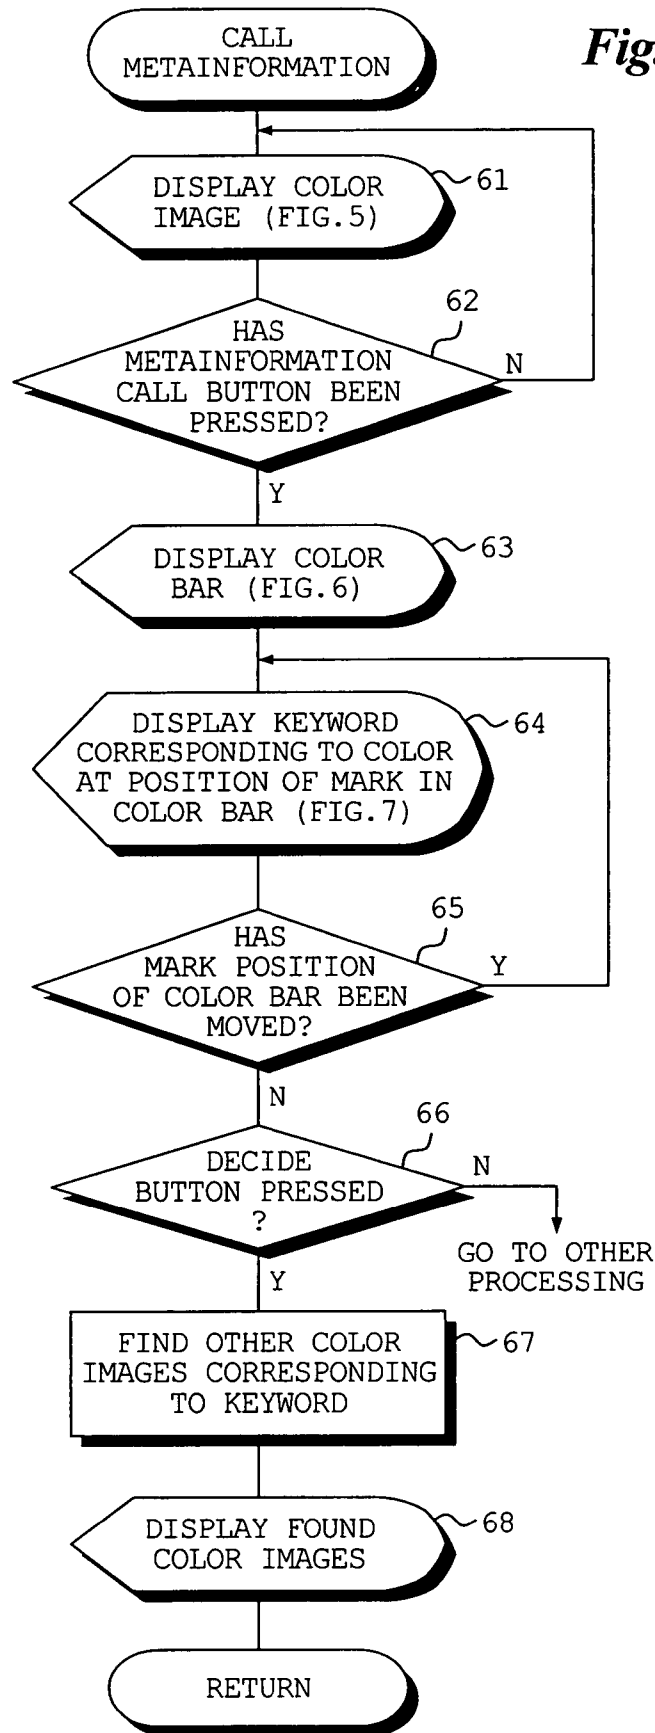 CALL
METAINFORMATION
Fig.
DISPLAY COLOR
IMAGE (FIG.5)
61
HAS
METAINFORMATION
CALL BUTTON BEEN
PRESSED?
62
N
Y
DISPLAY COLOR
BAR (FIG.6)
63
DISPLAY KEYWORD
CORRESPONDING TO COLOR
AT POSITION OF MARK IN
COLOR BAR (FIG.7)
64
HAS
MARK POSITION
OF COLOR BAR BEEN
MOVED?
65
Y
N
DECIDE
BUTTON PRESSED
?
66
N
GO TO OTHER
PROCESSING
Y
FIND OTHER COLOR
IMAGES CORRESPONDING
TO KEYWORD
67
DISPLAY FOUND
COLOR IMAGES
68
RETURN